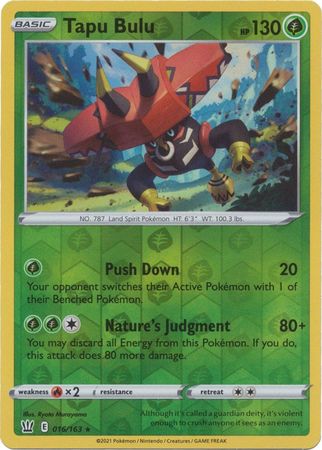 BASIC Tapu Bulu HP 130
NO. 787 Land Spirit Pokémon HT: 6'3" WT: 100.3 lbs.
Push Down 20
Your opponent switches their Active Pokémon with 1 of
their Benched Pokémon.
Nature's Judgment 80+
You may discard all Energy from this Pokémon. If you do,
this attack does 80 more damage.
weakness ×2 resistance retreat
Illus. Ryota Murayama
Although it's called a guardian deity, it's violent
enough to crush anyone it sees as an enemy.
E 016/163 ★
©2021 Pokémon / Nintendo / Creatures / GAME FREAK